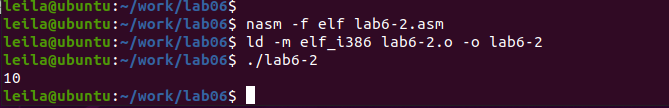 leila@ubuntu:~/work/lab06$ nasm -f elf lab6-2.asm
leila@ubuntu:~/work/lab06$ ld -m elf_i386 lab6-2.o -o lab6-2
leila@ubuntu:~/work/lab06$ ./lab6-2
10
leila@ubuntu:~/work/lab06$